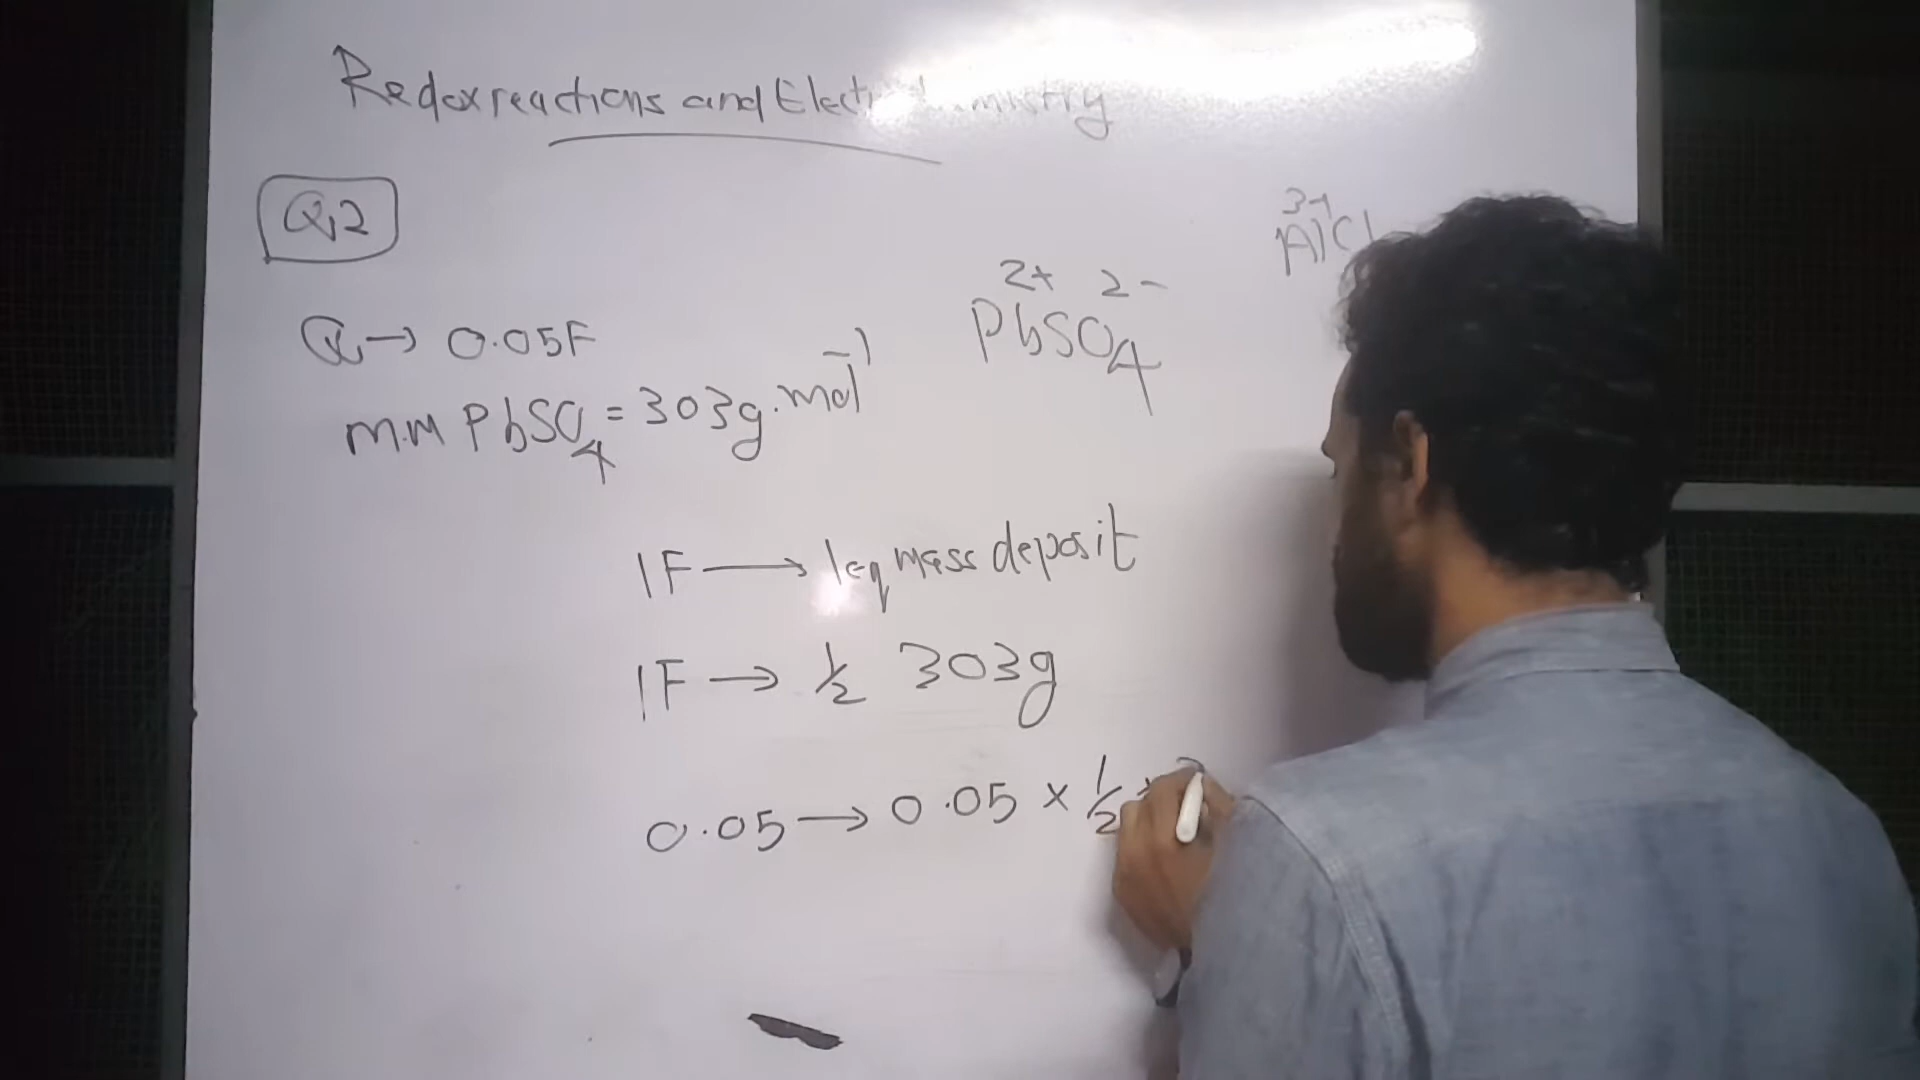 Redox reactions and Electrochemistry
Q,2
Q → 0.05F
m.m PbSO₄ = 303g.mol⁻¹
2+ 2-
PbSO₄
3+
AlCl
1F → 1eq mass deposit
1F → ½ 303g
0.05 → 0.05 × ½ ×